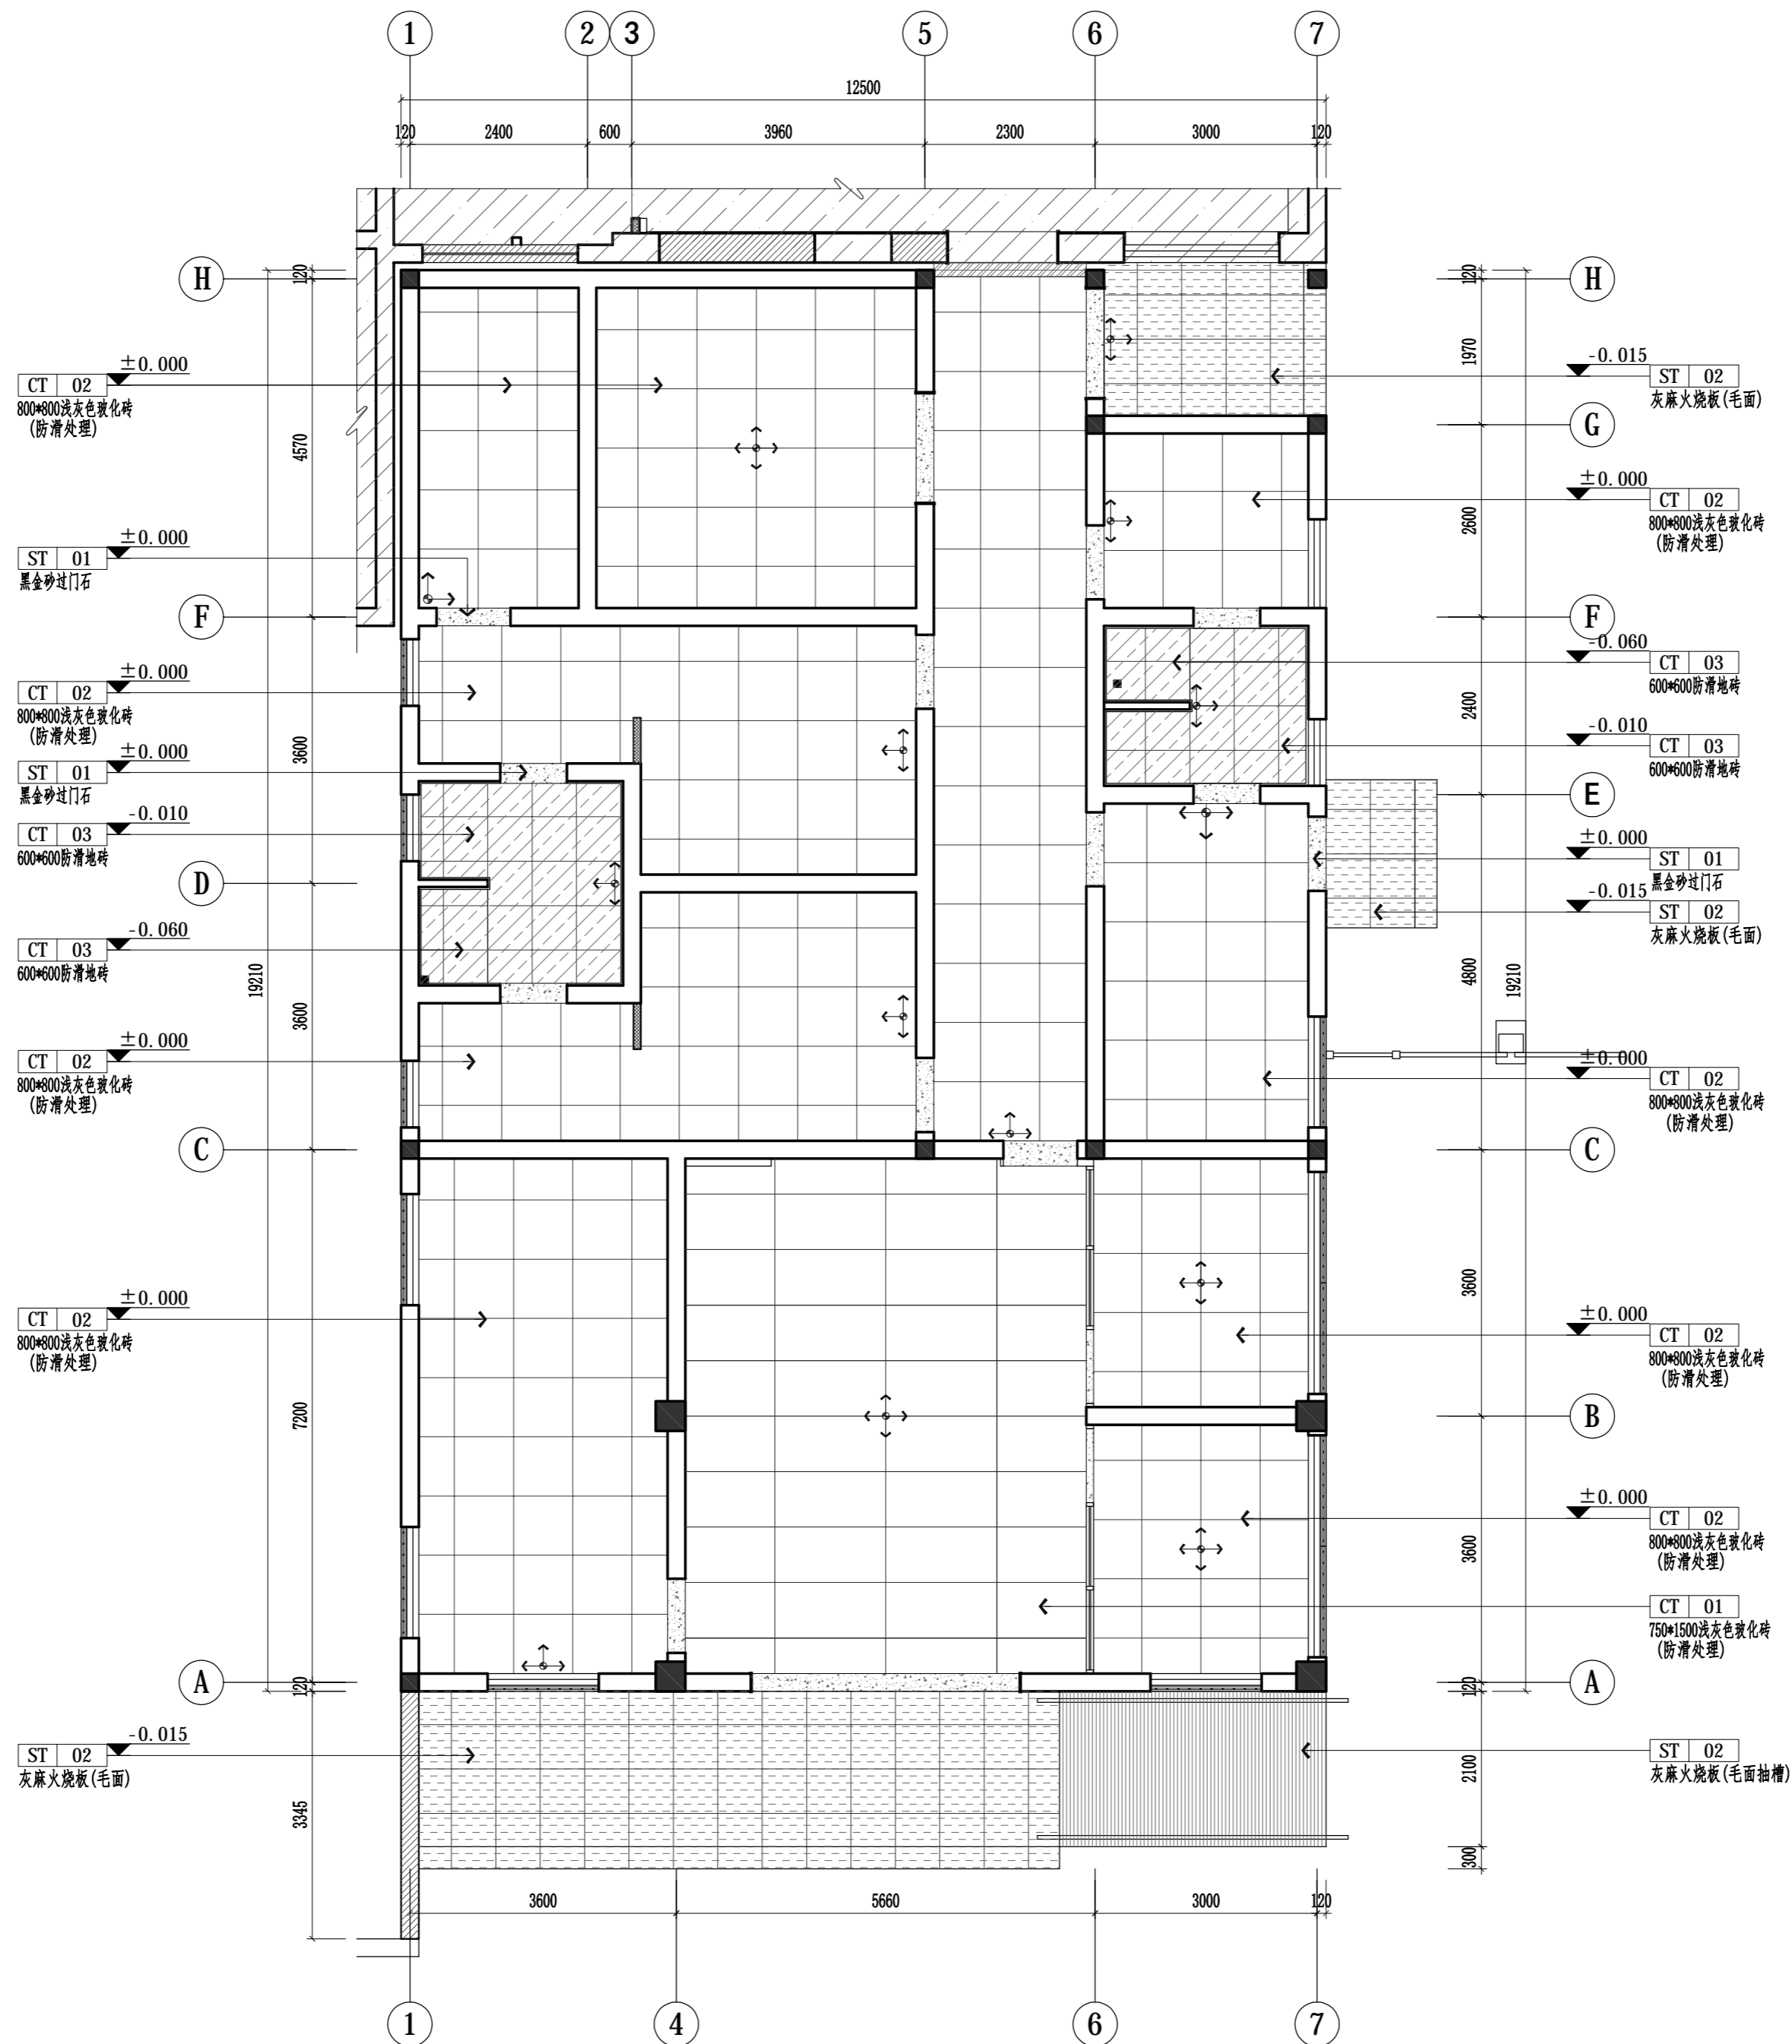 1 2 3 5 6 7
12500
120 2400 600 3960 2300 3000 120
H 120 120 H
±0.000
CT 02
800*800浅灰色玻化砖
(防滑处理)
4570
±0.000
ST 01
黑金砂过门石
F
±0.000
CT 02
800*800浅灰色玻化砖
(防滑处理)
3600
±0.000
ST 01
黑金砂过门石
-0.010
CT 03
600*600防滑地砖
D
-0.060
CT 03
600*600防滑地砖
19210
3600
±0.000
CT 02
800*800浅灰色玻化砖
(防滑处理)
C
±0.000
CT 02
800*800浅灰色玻化砖
(防滑处理)
7200
A
120
-0.015
ST 02
灰麻火烧板(毛面)
3345
1970
-0.015
ST 02
灰麻火烧板(毛面)
G
±0.000
CT 02
800*800浅灰色玻化砖
(防滑处理)
2600
F
-0.060
CT 03
600*600防滑地砖
2400
-0.010
CT 03
600*600防滑地砖
E
±0.000
ST 01
黑金砂过门石
-0.015
ST 02
灰麻火烧板(毛面)
4800
19210
±0.000
CT 02
800*800浅灰色玻化砖
(防滑处理)
C
3600
±0.000
CT 02
800*800浅灰色玻化砖
(防滑处理)
B
±0.000
CT 02
800*800浅灰色玻化砖
(防滑处理)
3600
CT 01
750*1500浅灰色玻化砖
(防滑处理)
A
120
ST 02
灰麻火烧板(毛面抽槽)
2100
300
3600 5660 3000 120
1 4 6 7